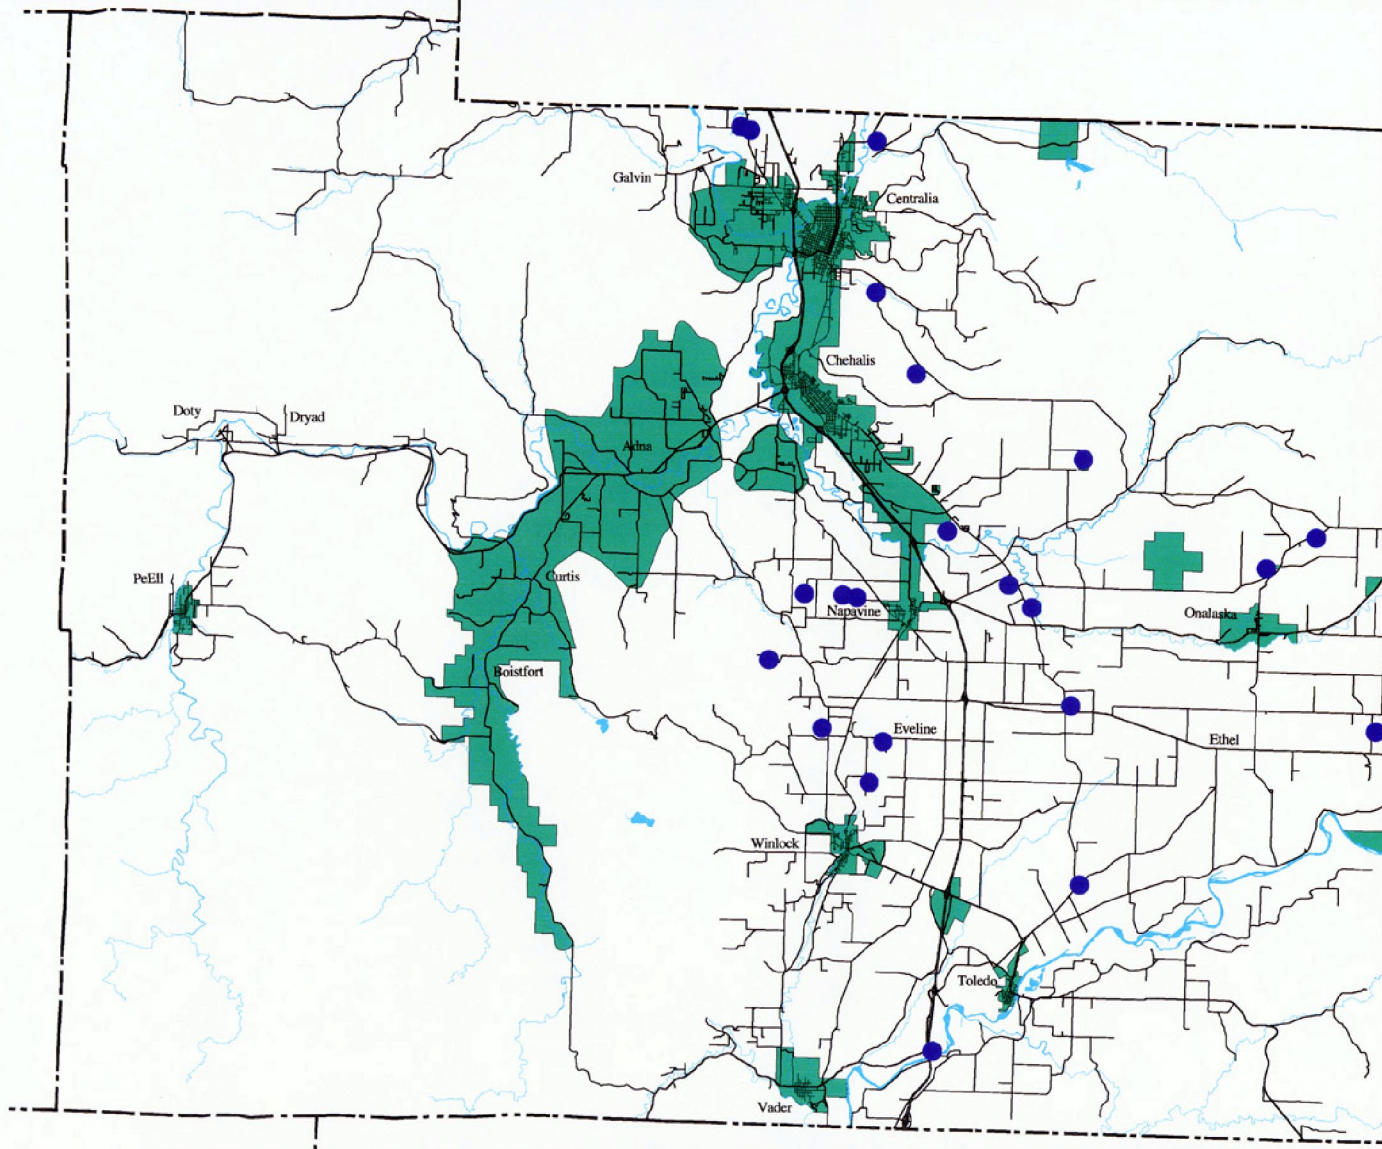 Galvin
Centralia
Chehalis
Doty
Dryad
Adna
Curtis
PeEll
Napavine
Onalaska
Boistfort
Eveline
Ethel
Winlock
Toledo
Vader